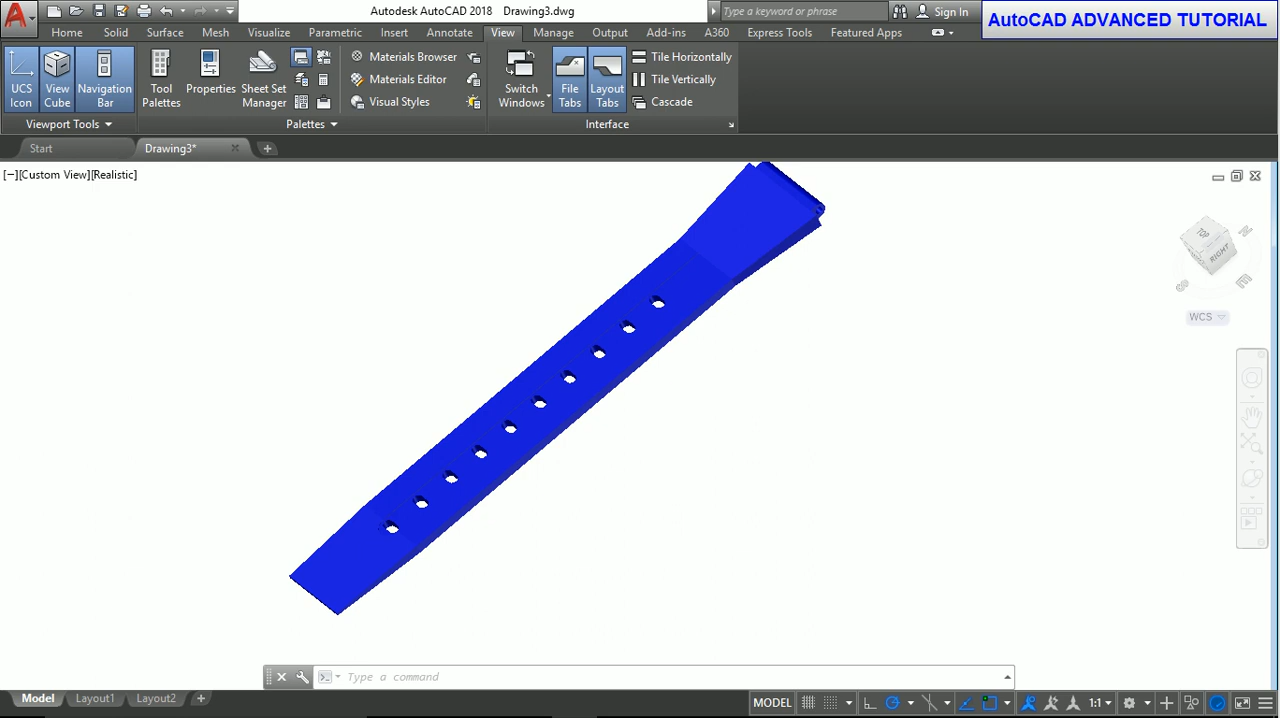 Autodesk AutoCAD 2018 Drawing3.dwg
Type a keyword or phrase
Sign In
AutoCAD ADVANCED TUTORIAL
Home Solid Surface Mesh Visualize Parametric Insert Annotate View Manage Output Add-ins A360 Express Tools Featured Apps
UCS Icon
View Cube
Navigation Bar
Tool Palettes
Properties
Sheet Set Manager
Materials Browser
Materials Editor
Visual Styles
Switch Windows
File Tabs
Layout Tabs
Tile Horizontally
Tile Vertically
Cascade
Viewport Tools
Palettes
Interface
Start
Drawing3*
[−][Custom View][Realistic]
TOP
RIGHT
N
E
S
WCS
Type a command
Model Layout1 Layout2
MODEL
1:1